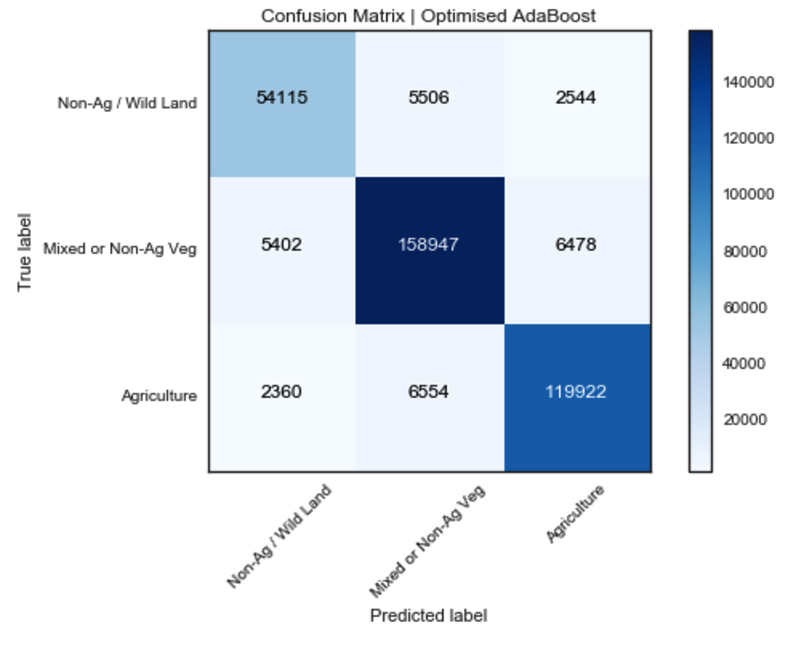 Confusion Matrix | Optimised AdaBoost
Non-Ag / Wild Land
54115 5506 2544
Mixed or Non-Ag Veg
5402 158947 6478
Agriculture
2360 6554 119922
True label
Non-Ag / Wild Land
Mixed or Non-Ag Veg
Agriculture
Predicted label
140000
120000
100000
80000
60000
40000
20000